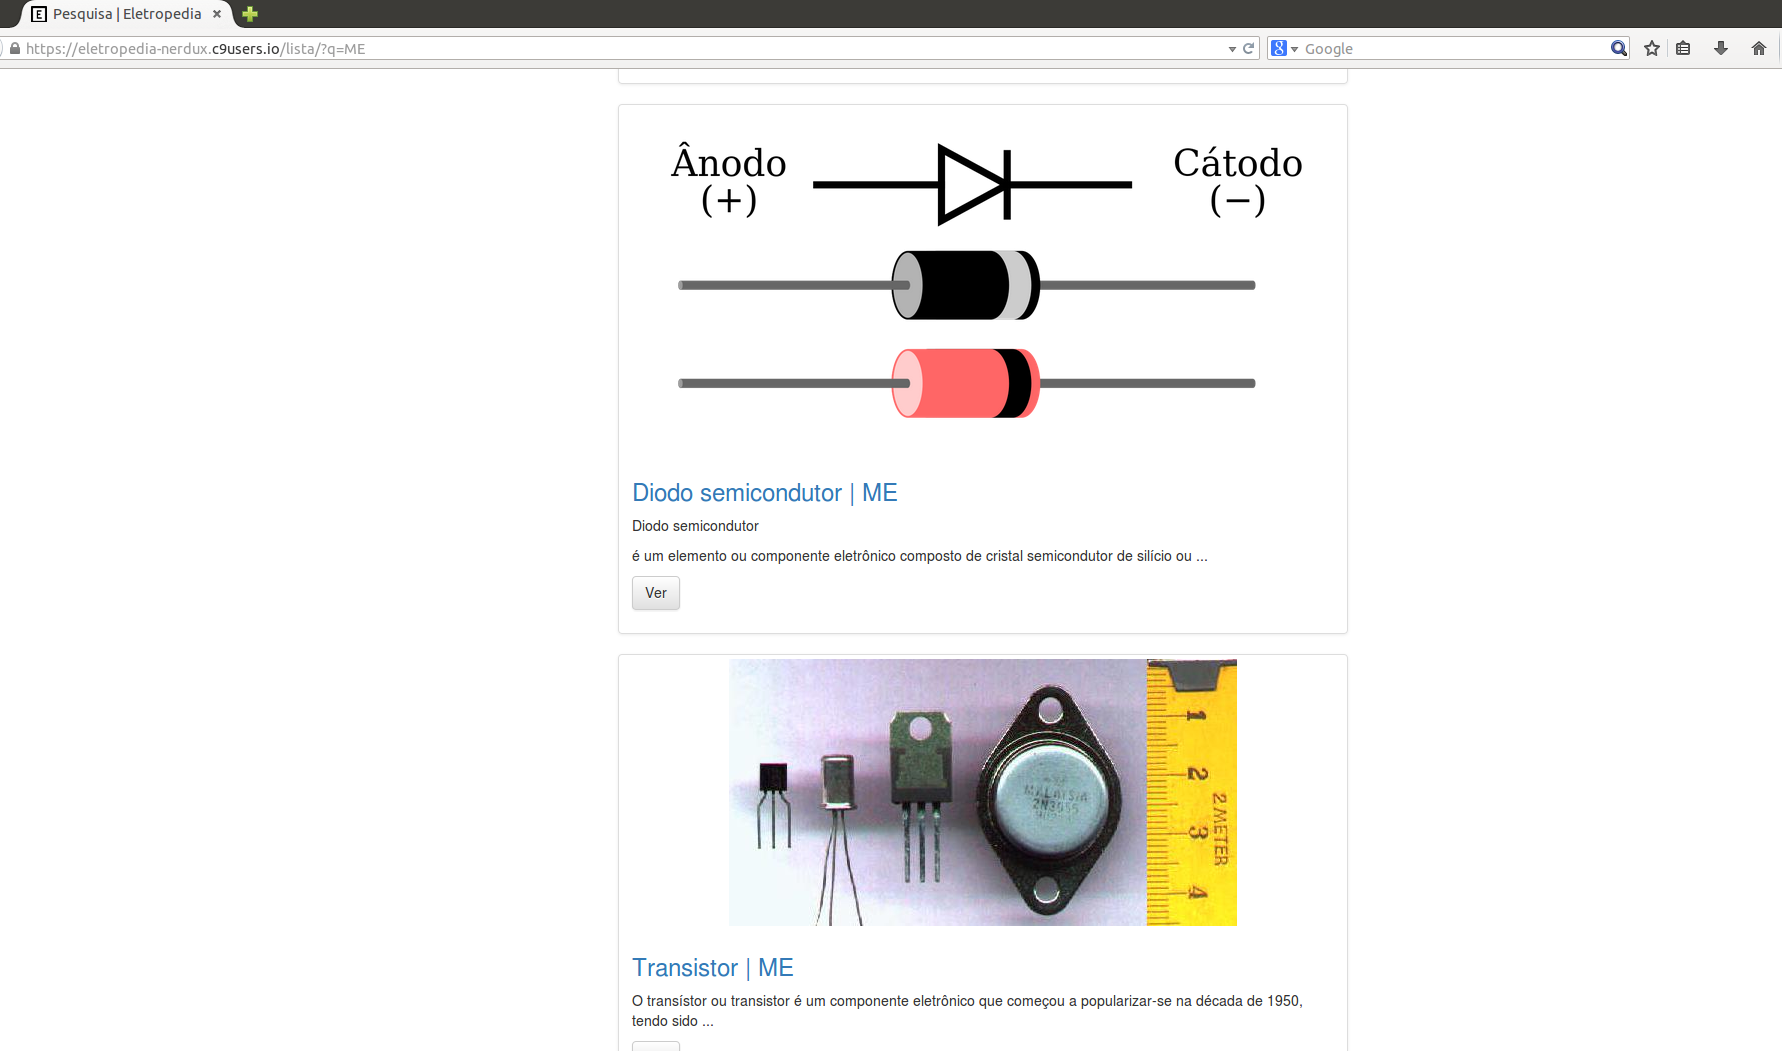 Pesquisa | Eletropedia
https://eletropedia-nerdux.c9users.io/lista/?q=ME
Google
Ânodo
(+)
Cátodo
(−)
Diodo semicondutor | ME
Diodo semicondutor
é um elemento ou componente eletrônico composto de cristal semicondutor de silício ou ...
Ver
MALAYSIA
2N3055
1
2
3
4
2 METER
Transistor | ME
O transístor ou transistor é um componente eletrônico que começou a popularizar-se na década de 1950,
tendo sido ...